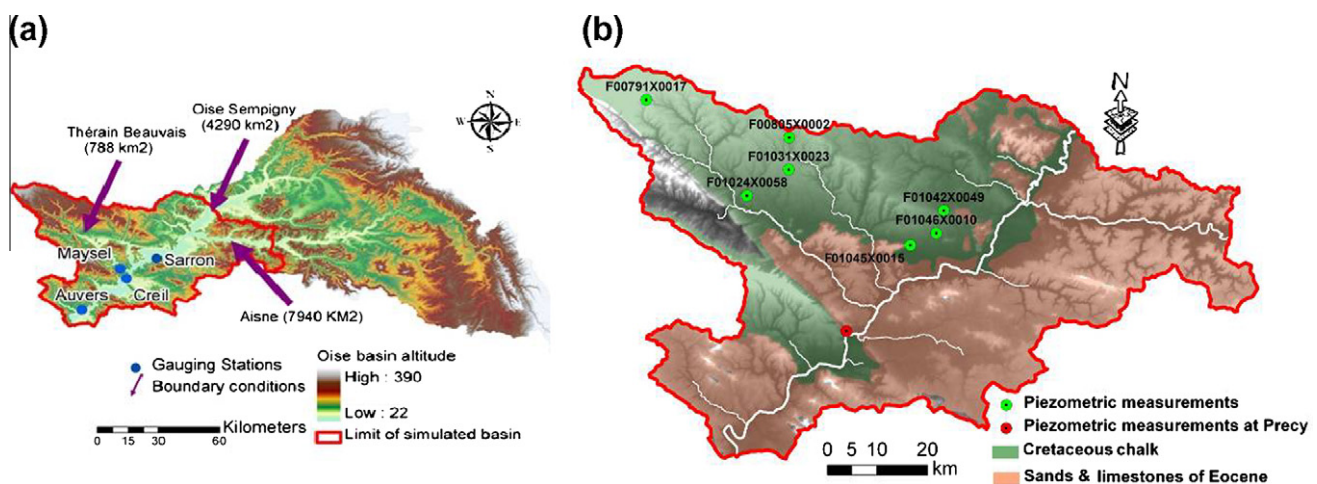 (a)
Oise Sempigny
(4290 km2)
Thérain Beauvais
(788 km2)
N
W
E
S
Maysel
Sarron
Auvers
Creil
Aisne (7940 KM2)
Gauging Stations
Boundary conditions
0 15 30 60
Kilometers
Oise basin altitude
High : 390
Low : 22
Limit of simulated basin
(b)
F00791X0017
F00805X0002
F01031X0023
F01024X0058
F01042X0049
F01046X0010
F01045X0015
N
0 5 10 20
km
Piezometric measurements
Piezometric measurements at Precy
Cretaceous chalk
Sands & limestones of Eocene